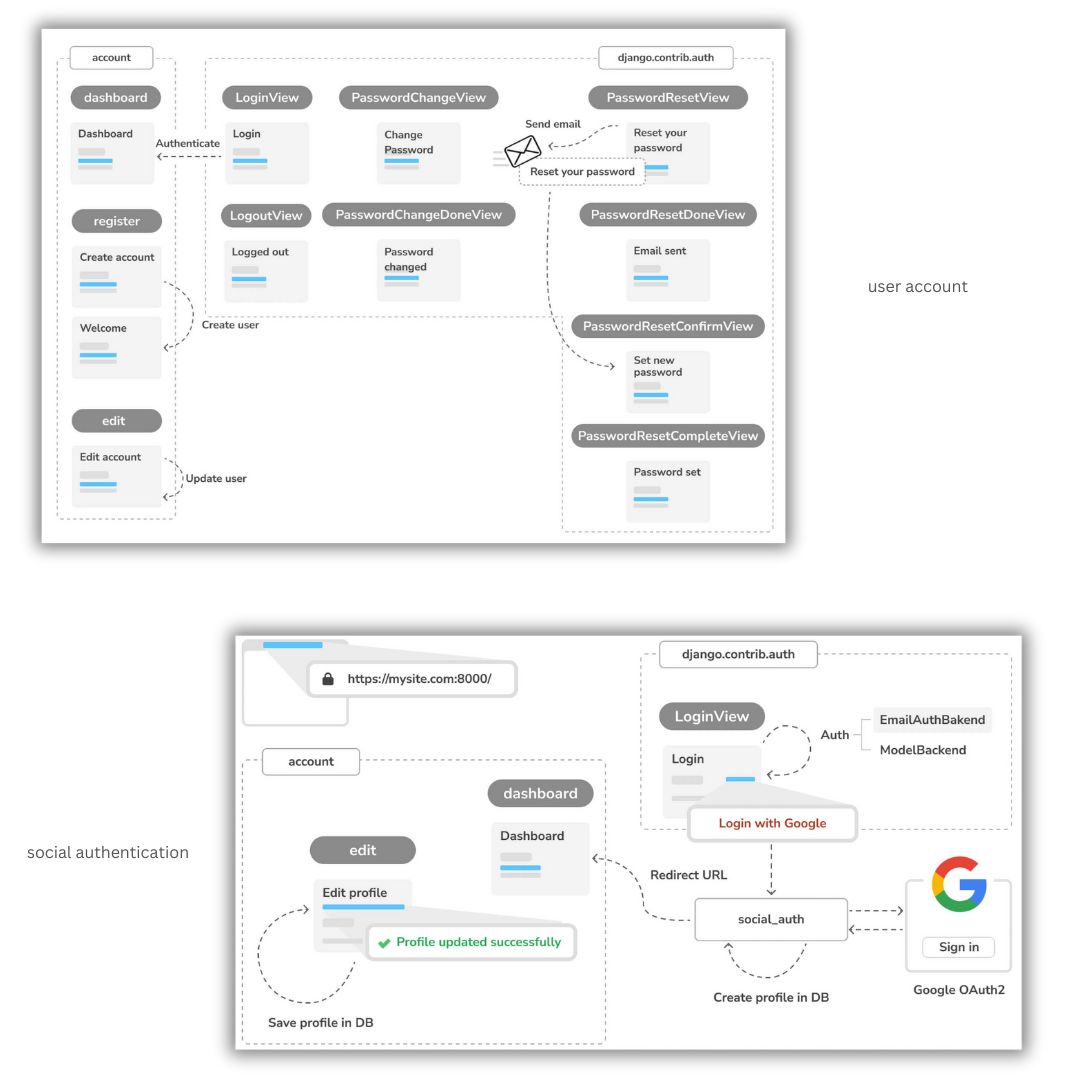 account
django.contrib.auth
dashboard
LoginView
PasswordChangeView
PasswordResetView
Dashboard
Authenticate
Login
Change
Password
Send email
Reset your
password
Reset your password
register
LogoutView
PasswordChangeDoneView
PasswordResetDoneView
Create account
Logged out
Password
changed
Email sent
Create user
Welcome
PasswordResetConfirmView
Set new
password
edit
PasswordResetCompleteView
Edit account
Update user
Password set
user account
social authentication
https://mysite.com:8000/
django.contrib.auth
LoginView
Auth
EmailAuthBakend
ModelBackend
Login
Login with Google
account
dashboard
Dashboard
edit
Edit profile
Profile updated successfully
Save profile in DB
Redirect URL
social_auth
Create profile in DB
Sign in
Google OAuth2